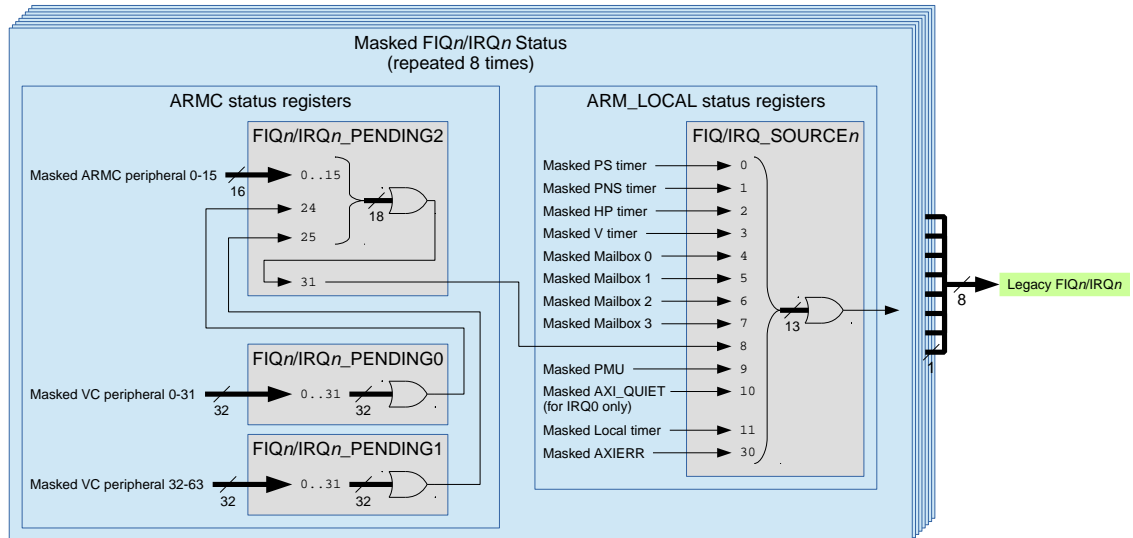 Masked FIQn/IRQn Status
(repeated 8 times)
ARMC status registers
FIQn/IRQn_PENDING2
Masked ARMC peripheral 0-15
16
0..15
24
25
18
31
FIQn/IRQn_PENDING0
Masked VC peripheral 0-31
32
0..31
32
FIQn/IRQn_PENDING1
Masked VC peripheral 32-63
32
0..31
32
ARM_LOCAL status registers
FIQ/IRQ_SOURCEn
Masked PS timer
0
Masked PNS timer
1
Masked HP timer
2
Masked V timer
3
Masked Mailbox 0
4
Masked Mailbox 1
5
Masked Mailbox 2
6
Masked Mailbox 3
7
8
Masked PMU
9
Masked AXI_QUIET
(for IRQ0 only)
10
Masked Local timer
11
Masked AXIERR
30
13
1
8
Legacy FIQn/IRQn